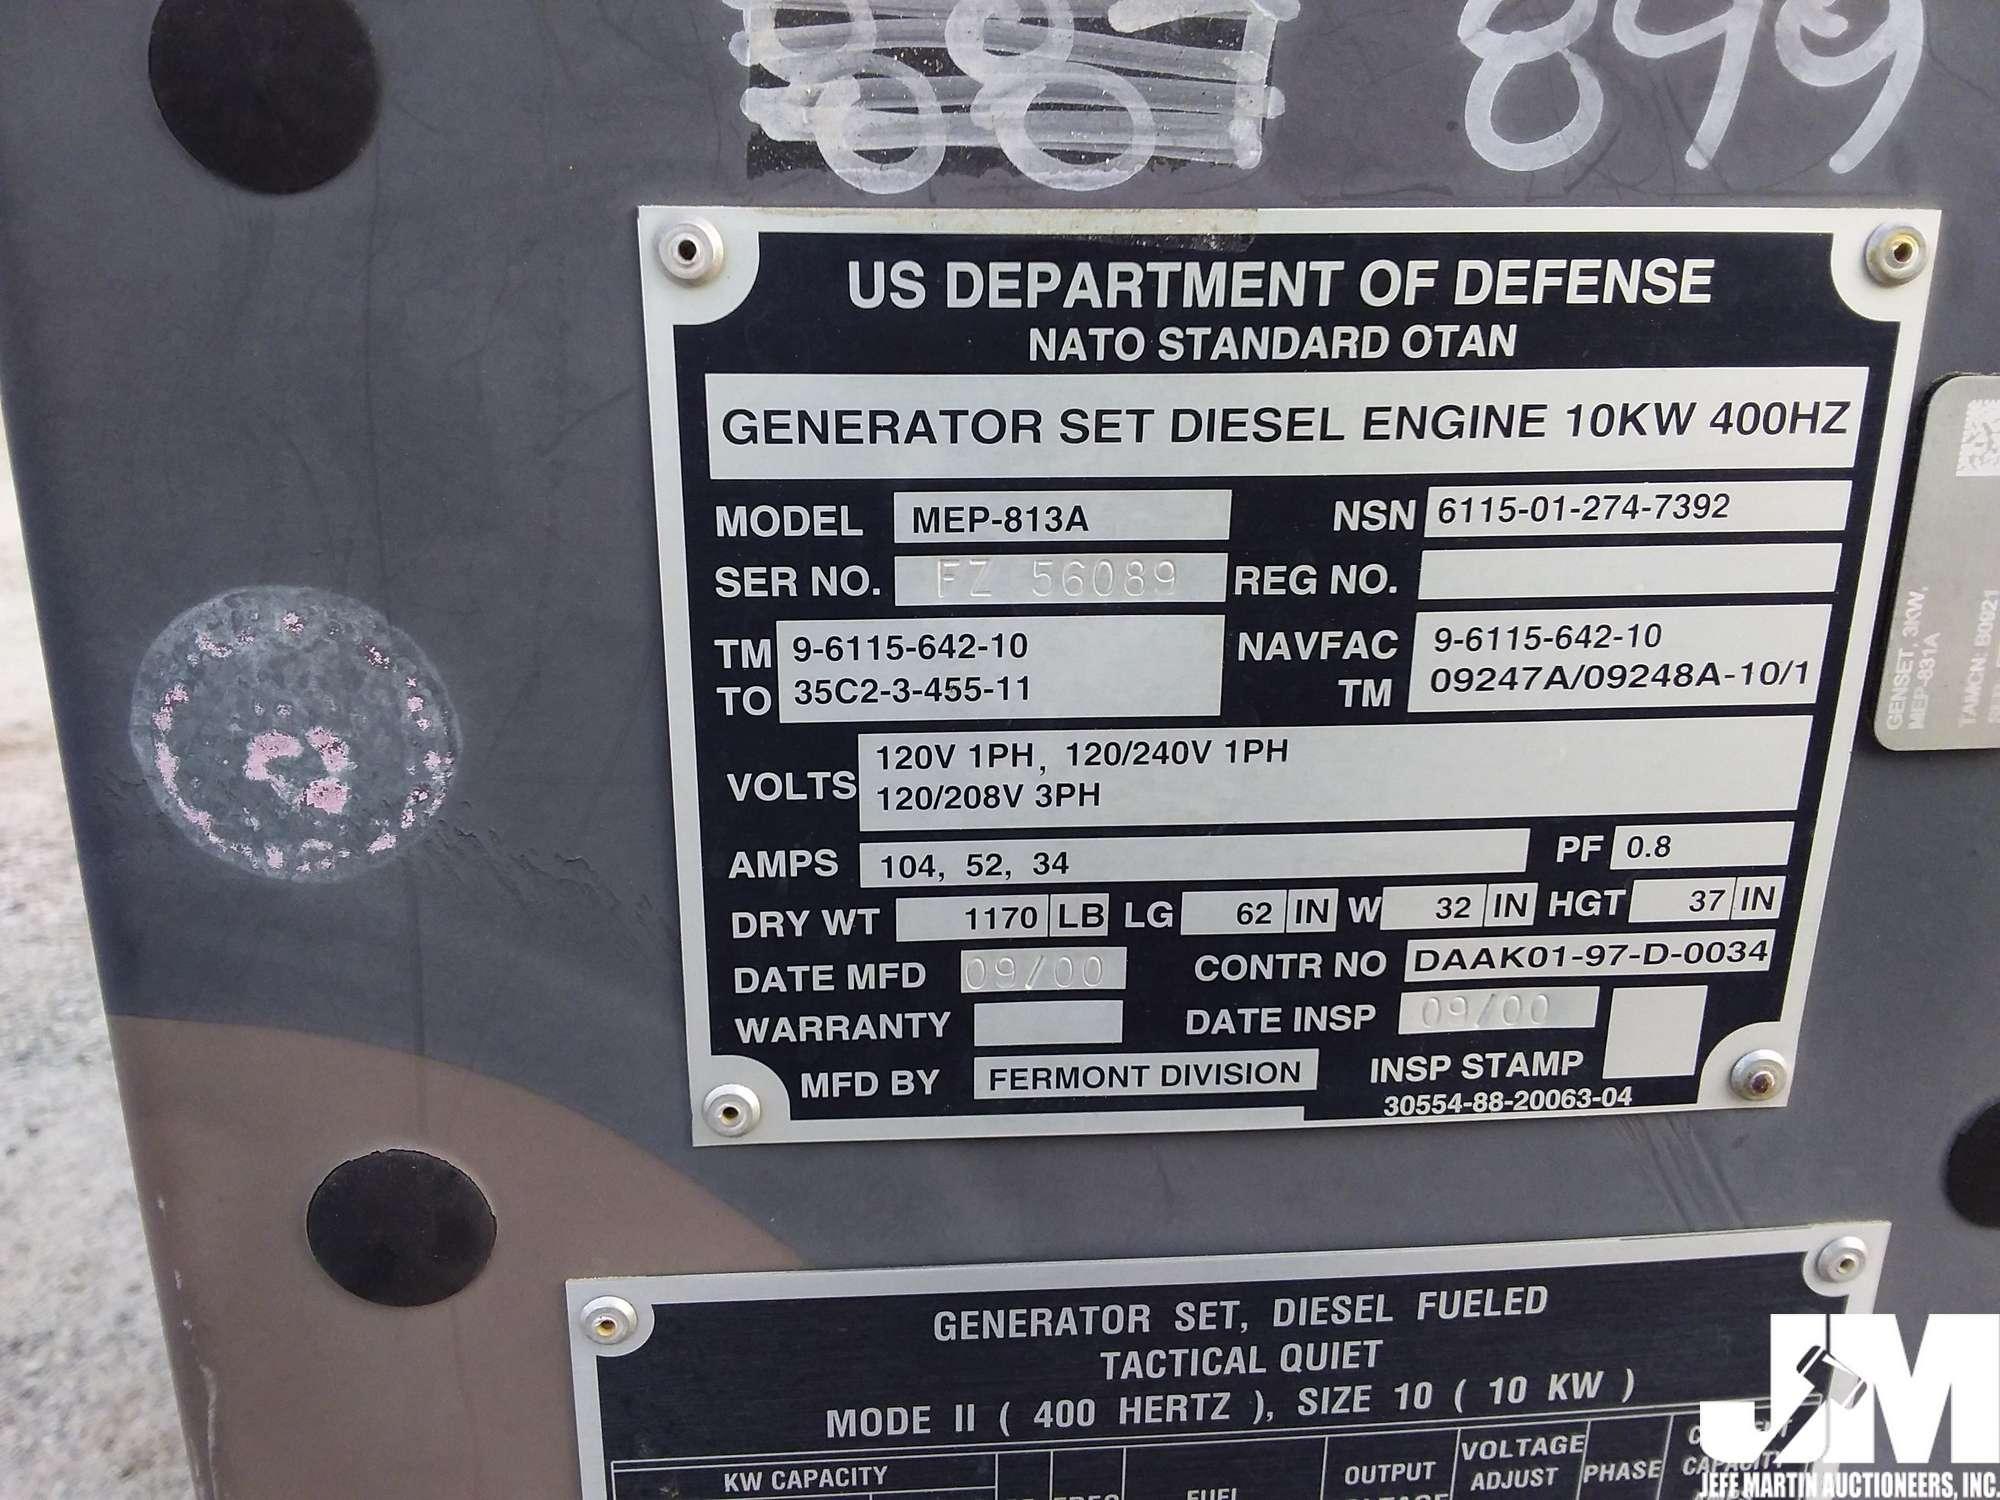 899
US DEPARTMENT OF DEFENSE
NATO STANDARD OTAN
GENERATOR SET DIESEL ENGINE 10KW 400HZ
MODEL MEP-813A NSN 6115-01-274-7392
SER NO. FZ 56089 REG NO.
TM 9-6115-642-10 NAVFAC 9-6115-642-10
TO 35C2-3-455-11 TM 09247A/09248A-10/1
VOLTS 120V 1PH, 120/240V 1PH
120/208V 3PH
AMPS 104, 52, 34 PF 0.8
DRY WT 1170 LB LG 62 IN W 32 IN HGT 37 IN
DATE MFD 09/00 CONTR NO DAAK01-97-D-0034
WARRANTY DATE INSP 09/00
MFD BY FERMONT DIVISION INSP STAMP
30554-88-20063-04
GENSET, 3KW,
MEP-831A
TAMCN: B0921
GENERATOR SET, DIESEL FUELED
TACTICAL QUIET
MODE II ( 400 HERTZ ), SIZE 10 ( 10 KW )
KW CAPACITY
FUEL
OUTPUT
VOLTAGE
ADJUST
PHASE
CAPACITY
JM
JEFF MARTIN AUCTIONEERS, INC.